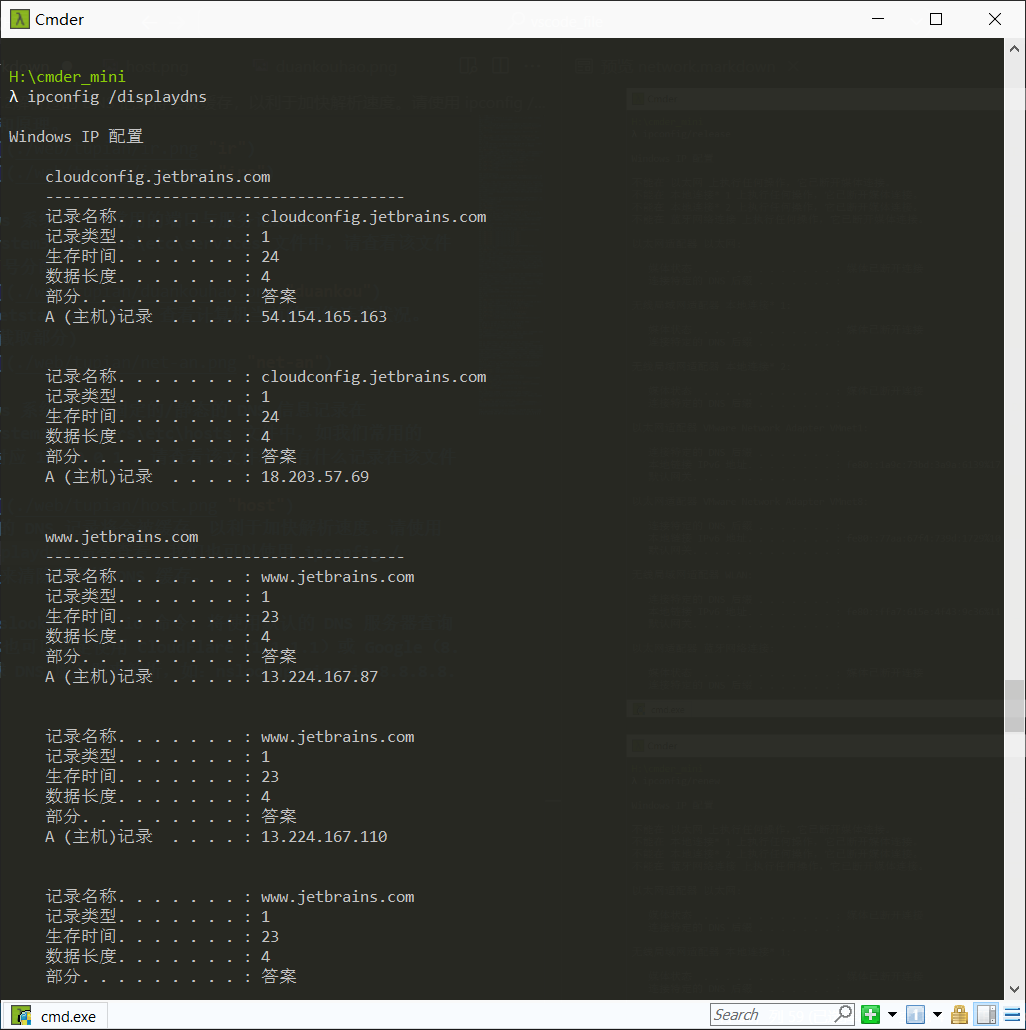 Cmder
H:\cmder_mini
λ ipconfig /displaydns
Windows IP 配置
cloudconfig.jetbrains.com
----------------------------------------
记录名称. . . . . . . : cloudconfig.jetbrains.com
记录类型. . . . . . . : 1
生存时间. . . . . . . : 24
数据长度. . . . . . . : 4
部分. . . . . . . . . : 答案
A (主机)记录  . . . . : 54.154.165.163
记录名称. . . . . . . : cloudconfig.jetbrains.com
记录类型. . . . . . . : 1
生存时间. . . . . . . : 24
数据长度. . . . . . . : 4
部分. . . . . . . . . : 答案
A (主机)记录  . . . . : 18.203.57.69
www.jetbrains.com
----------------------------------------
记录名称. . . . . . . : www.jetbrains.com
记录类型. . . . . . . : 1
生存时间. . . . . . . : 23
数据长度. . . . . . . : 4
部分. . . . . . . . . : 答案
A (主机)记录  . . . . : 13.224.167.87
记录名称. . . . . . . : www.jetbrains.com
记录类型. . . . . . . : 1
生存时间. . . . . . . : 23
数据长度. . . . . . . : 4
部分. . . . . . . . . : 答案
A (主机)记录  . . . . : 13.224.167.110
记录名称. . . . . . . : www.jetbrains.com
记录类型. . . . . . . : 1
生存时间. . . . . . . : 23
数据长度. . . . . . . : 4
部分. . . . . . . . . : 答案
cmd.exe
Search